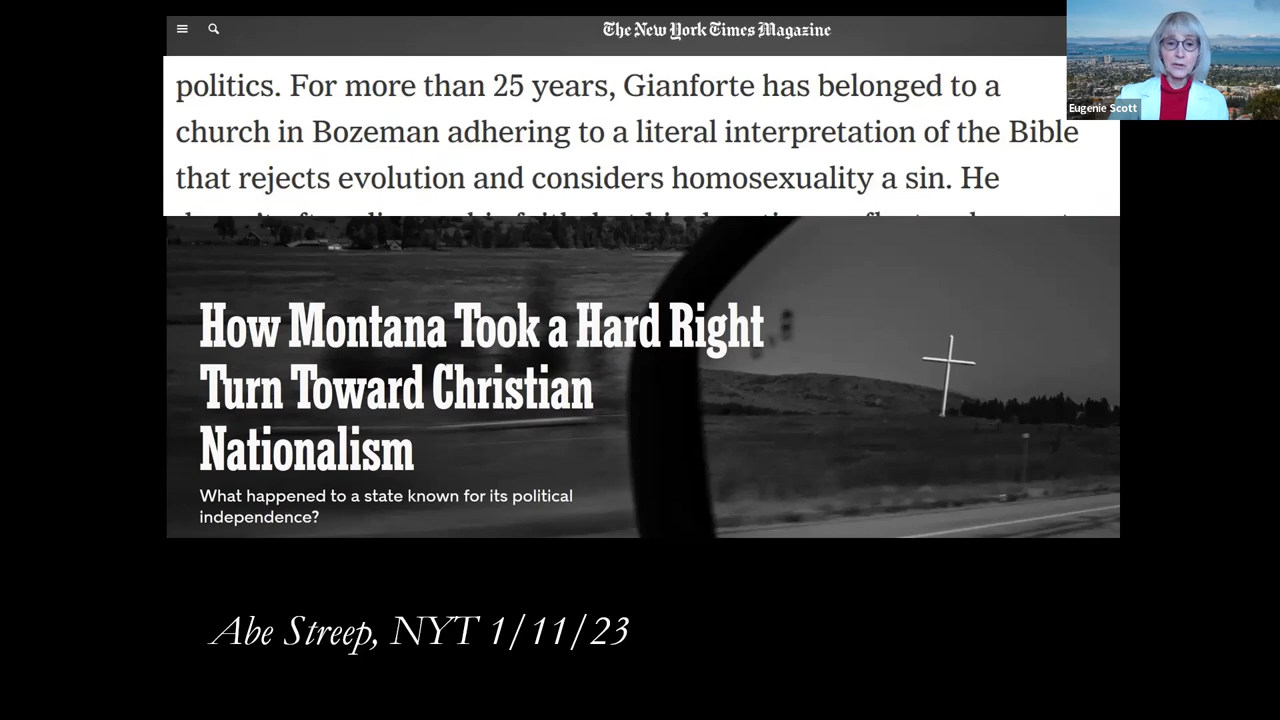 The New York Times Magazine
Eugenie Scott
politics. For more than 25 years, Gianforte has belonged to a
church in Bozeman adhering to a literal interpretation of the Bible
that rejects evolution and considers homosexuality a sin. He
How Montana Took a Hard Right
Turn Toward Christian
Nationalism
What happened to a state known for its political
independence?
Abe Streep, NYT 1/11/23